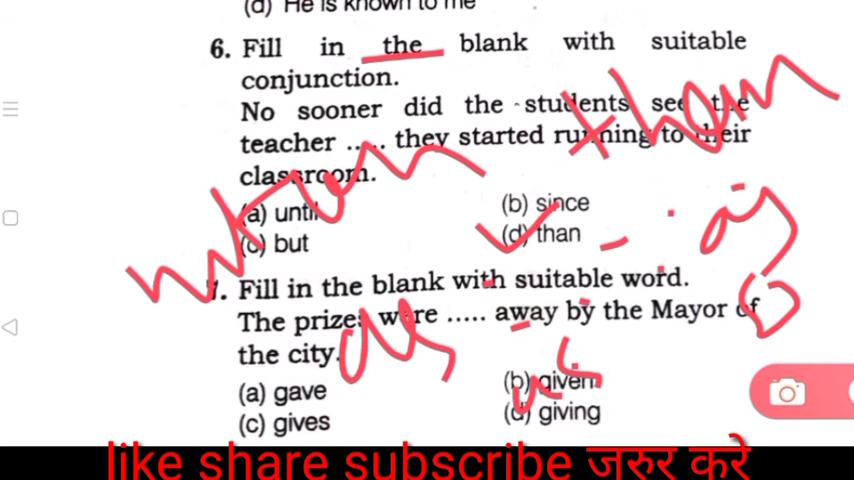 (d) He is known to me
6. Fill in the blank with suitable
conjunction.
No sooner did the students see the
teacher ..... they started running to their
classroom.
(a) until
(b) since
(c) but
(d) than
7. Fill in the blank with suitable word.
The prizes were ..... away by the Mayor of
the city.
(a) gave
(b) given
(c) gives
(d) giving
like share subscribe जरुर करे